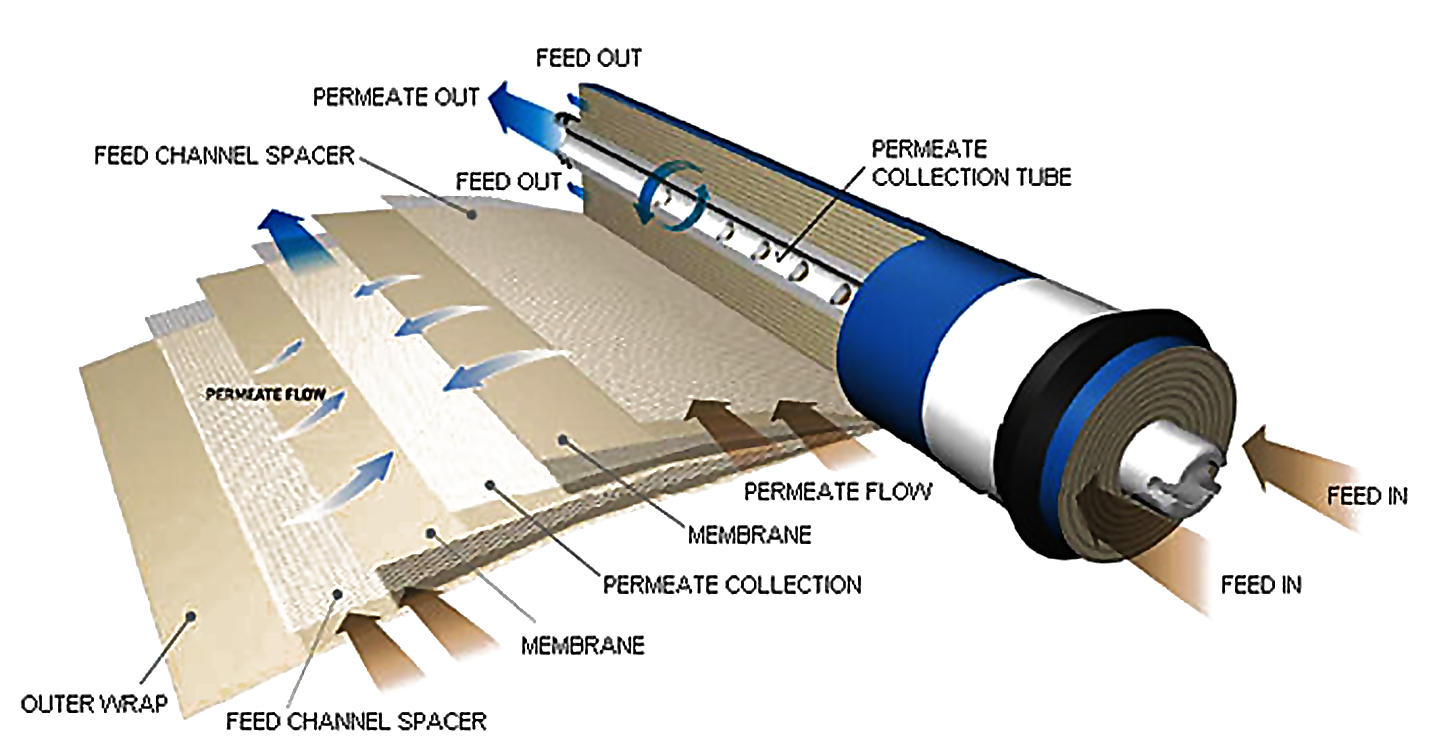 FEED OUT
PERMEATE OUT
FEED CHANNEL SPACER
PERMEATE
COLLECTION TUBE
FEED OUT
PERMEATE FLOW
PERMEATE FLOW
FEED IN
MEMBRANE
PERMEATE COLLECTION
FEED IN
MEMBRANE
OUTER WRAP
FEED CHANNEL SPACER